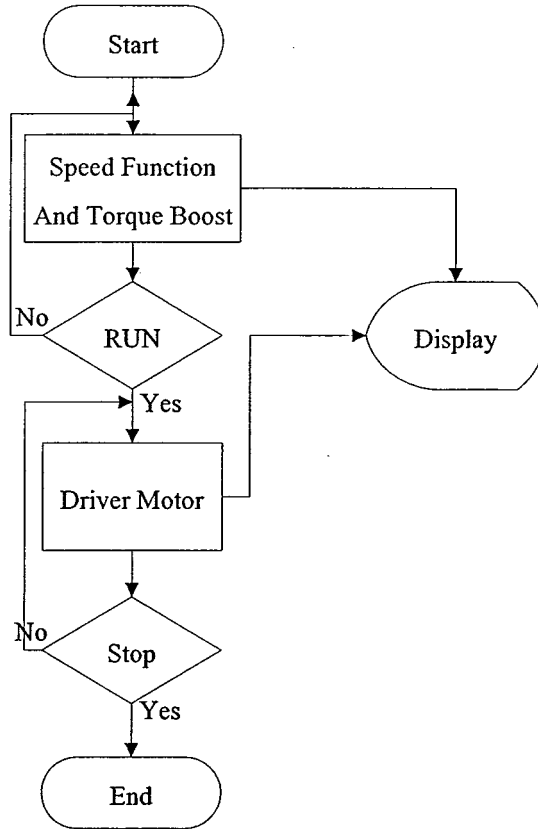 Start
Speed Function
And Torque Boost
No
RUN
Display
Yes
Driver Motor
No
Stop
Yes
End